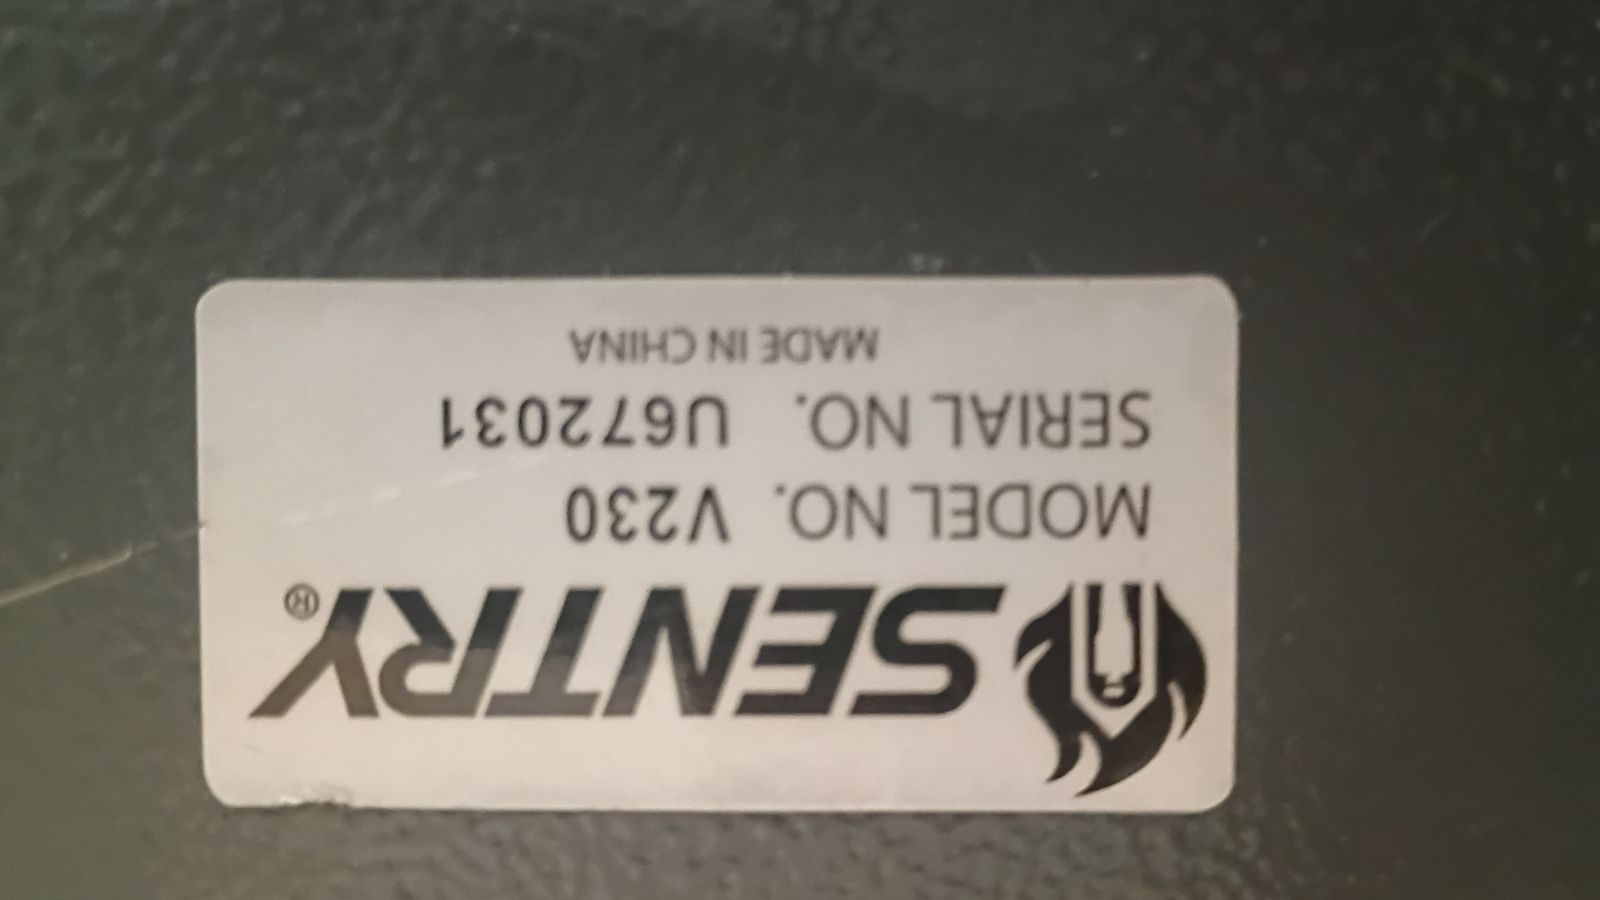 SENTRY®
MODEL NO. V230
SERIAL NO. U672031
MADE IN CHINA